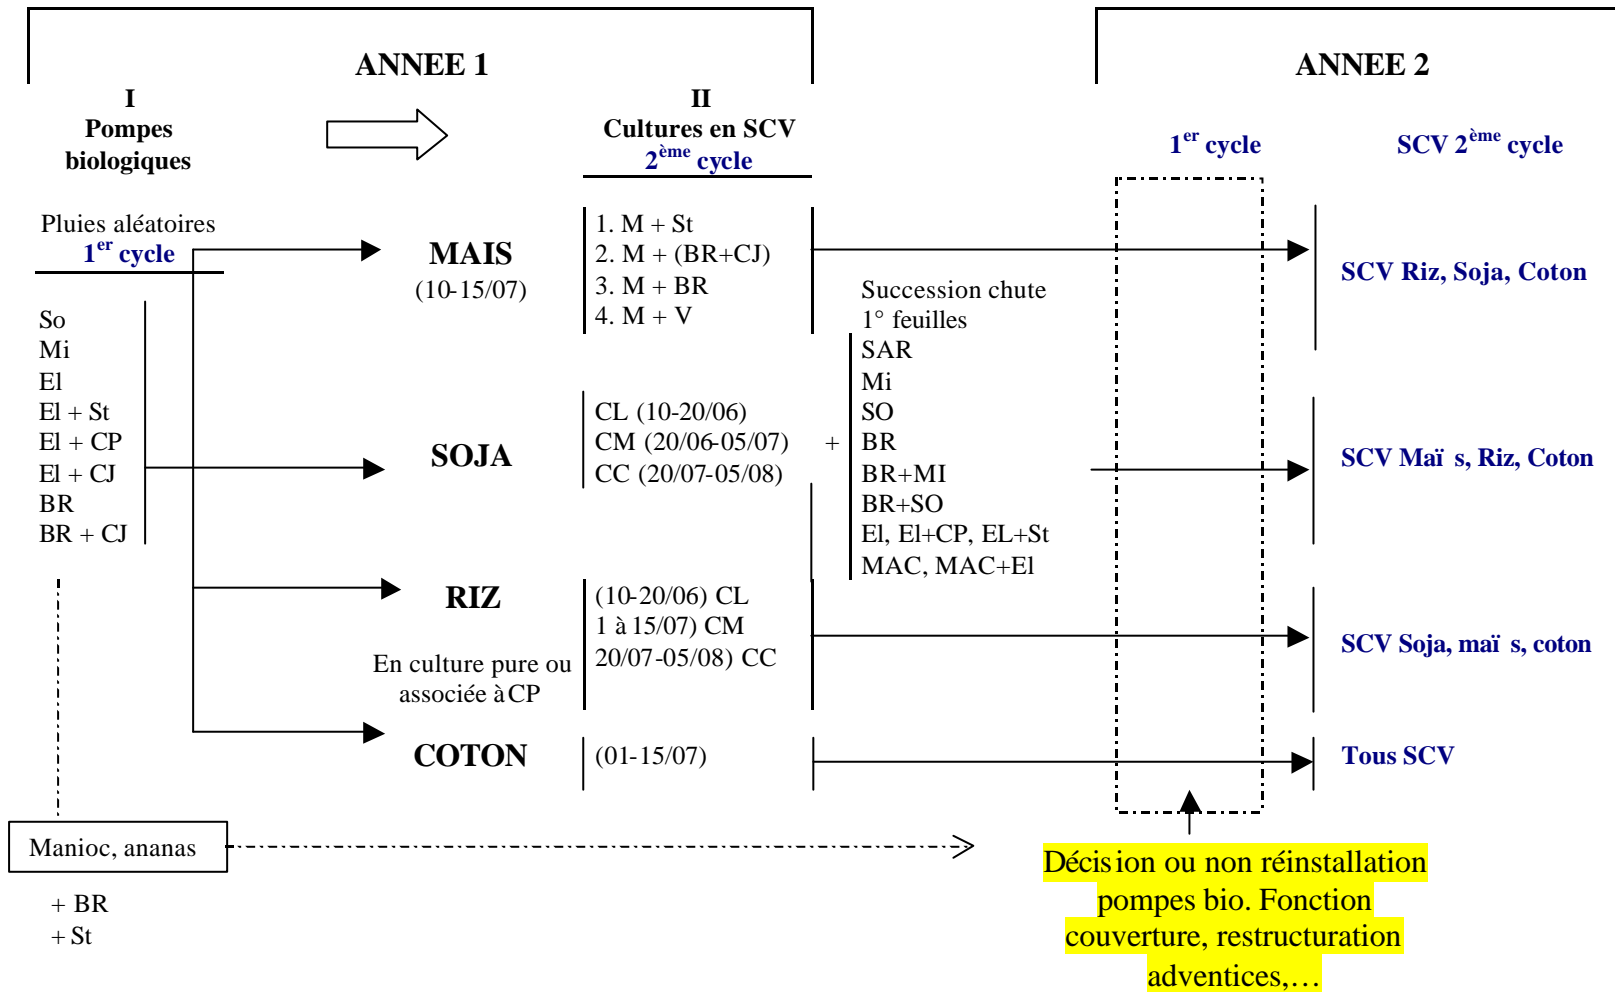 ANNEE 1
ANNEE 2
I
Pompes
biologiques
II
Cultures en SCV
2ème cycle
1er cycle
SCV 2ème cycle
Pluies aléatoires
1er cycle
So
Mi
El
El + St
El + CP
El + CJ
BR
BR + CJ
MAIS
(10-15/07)
1. M + St
2. M + (BR+CJ)
3. M + BR
4. M + V
SOJA
CL (10-20/06)
CM (20/06-05/07)
CC (20/07-05/08)
+
Succession chute
1° feuilles
SAR
Mi
SO
BR
BR+MI
BR+SO
El, El+CP, EL+St
MAC, MAC+El
RIZ
En culture pure ou
associée à CP
(10-20/06) CL
1 à 15/07) CM
20/07-05/08) CC
COTON
(01-15/07)
SCV Riz, Soja, Coton
SCV Maï s, Riz, Coton
SCV Soja, maï s, coton
Tous SCV
Manioc, ananas
+ BR
+ St
Décision ou non réinstallation
pompes bio. Fonction
couverture, restructuration
adventices,…